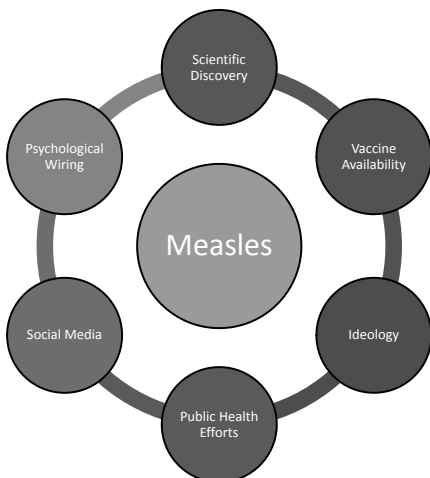 Scientific
Discovery
Vaccine
Availability
Ideology
Public Health
Efforts
Social Media
Psychological
Wiring
Measles